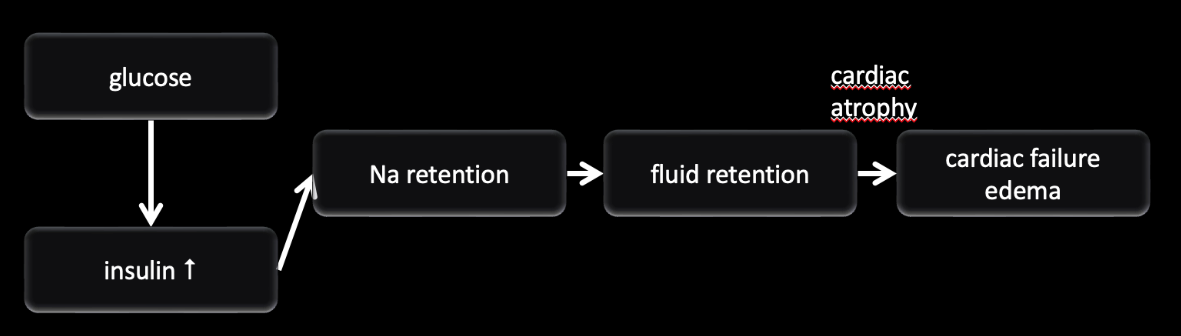 glucose
insulin ↑
Na retention
fluid retention
cardiac
atrophy
cardiac failure
edema